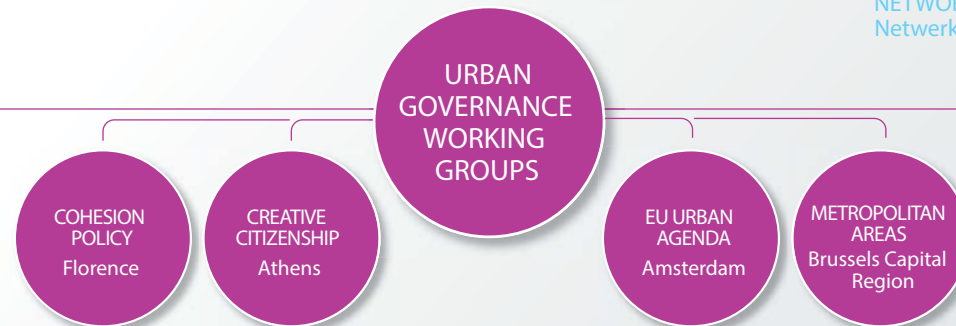 URBAN
GOVERNANCE
WORKING
GROUPS
COHESION
POLICY
Florence
CREATIVE
CITIZENSHIP
Athens
EU URBAN
AGENDA
Amsterdam
METROPOLITAN
AREAS
Brussels Capital
Region